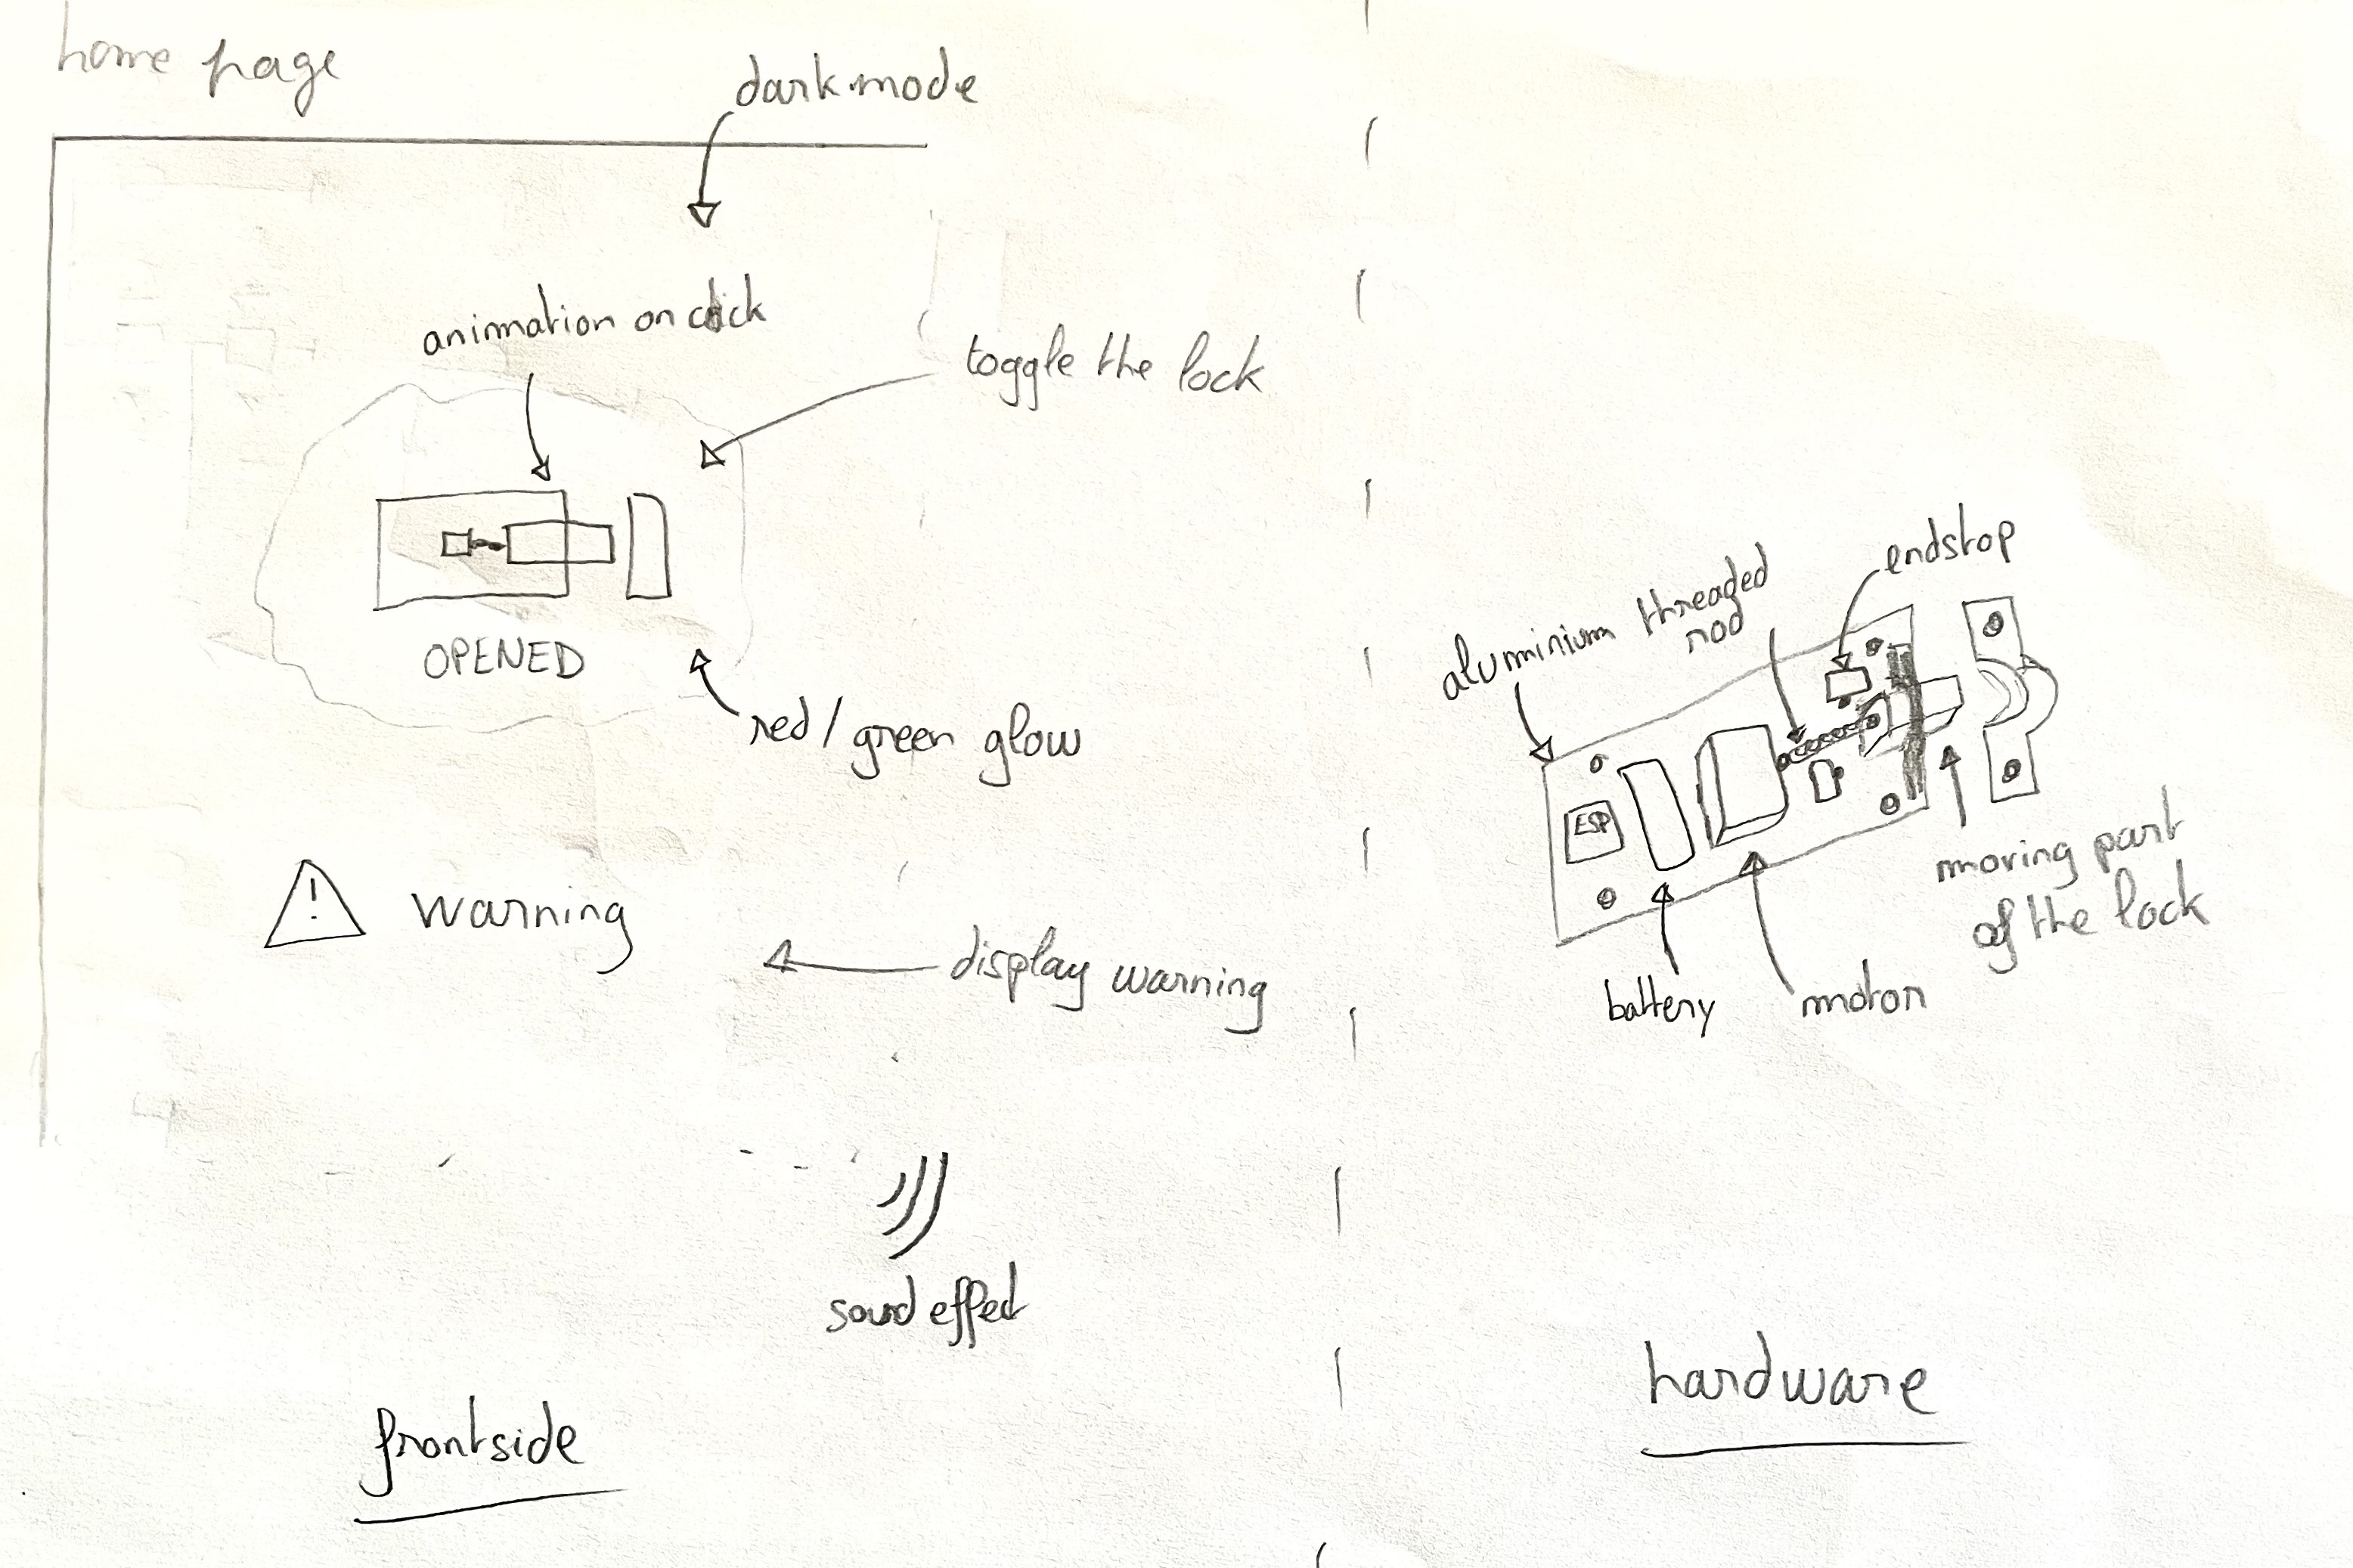 home page
dark mode
animation on click
toggle the lock
OPENED
red / green glow
! warning
display warning
sound effect
frontside
endstop
threaded
rod
aluminium
ESP
moving part
of the lock
battery
motor
hardware